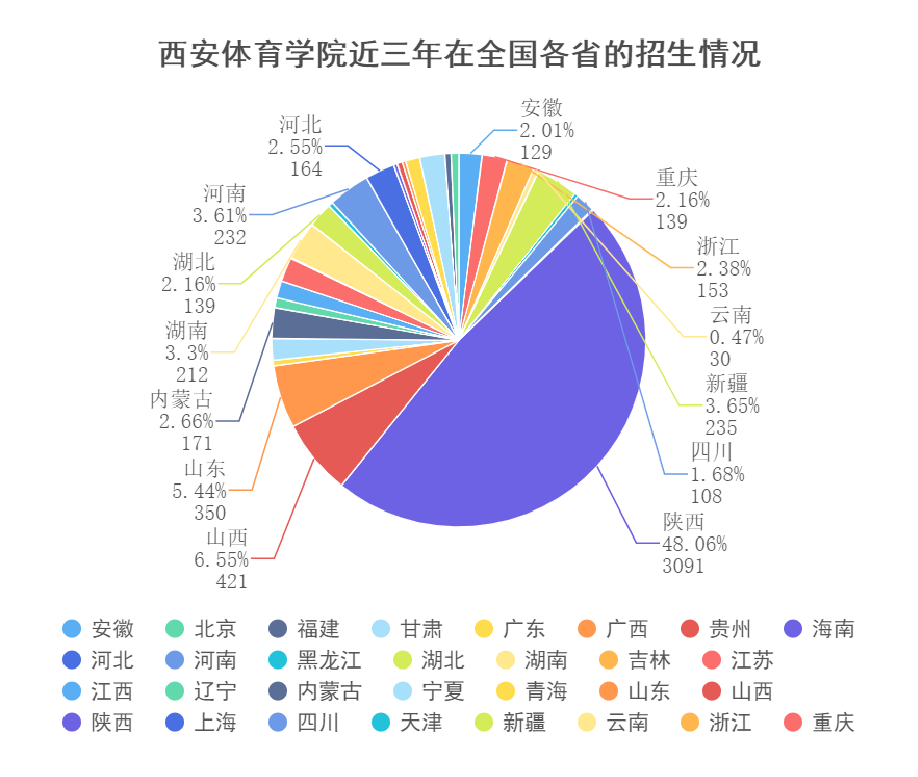 西安体育学院近三年在全国各省的招生情况
安徽
2.01%
129
重庆
2.16%
139
浙江
2.38%
153
云南
0.47%
30
新疆
3.65%
235
四川
1.68%
108
陕西
48.06%
3091
山西
6.55%
421
山东
5.44%
350
内蒙古
2.66%
171
湖南
3.3%
212
湖北
2.16%
139
河南
3.61%
232
河北
2.55%
164
安徽 北京 福建 甘肃 广东 广西 贵州 海南
河北 河南 黑龙江 湖北 湖南 吉林 江苏
江西 辽宁 内蒙古 宁夏 青海 山东 山西
陕西 上海 四川 天津 新疆 云南 浙江 重庆